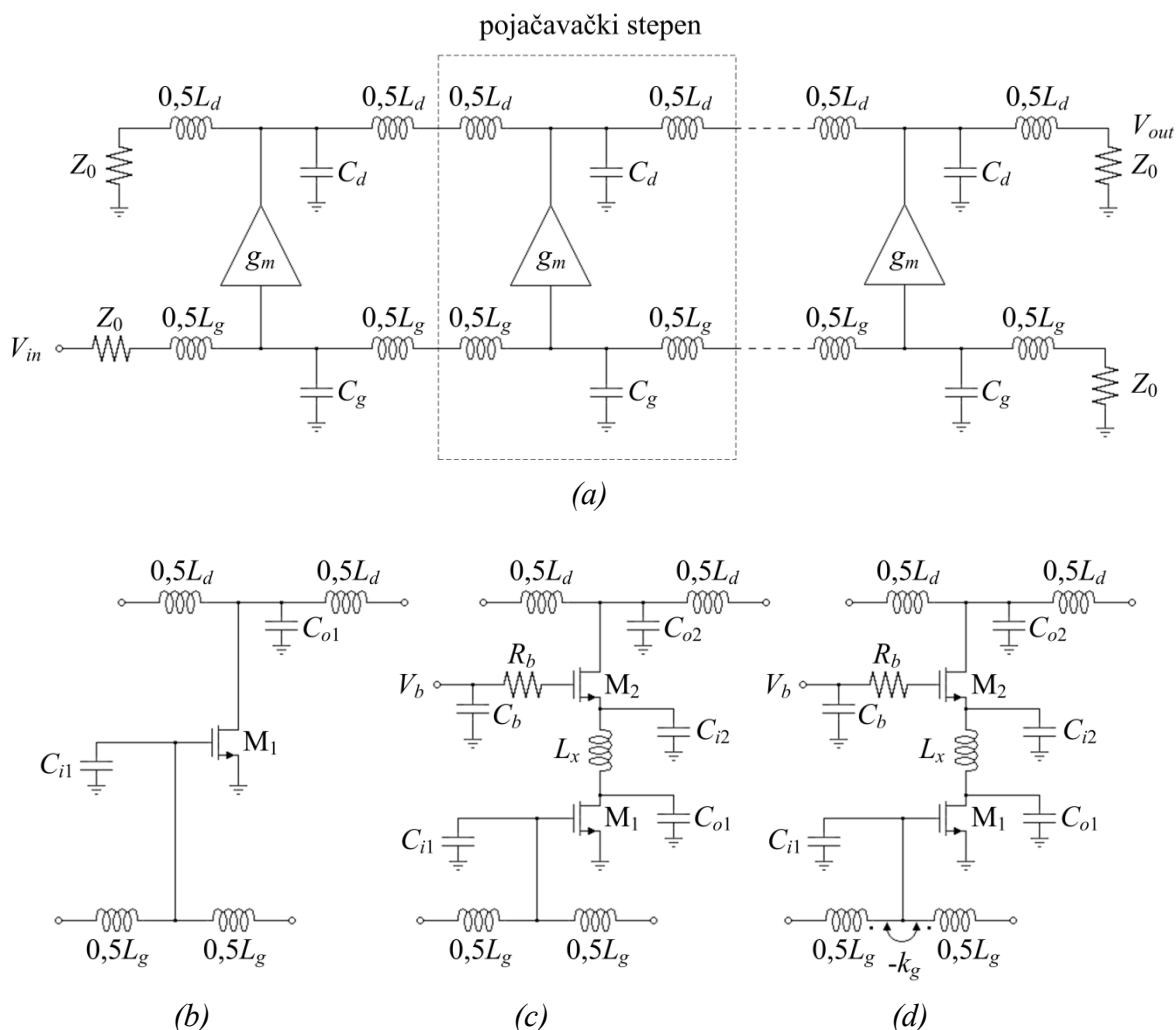 pojačavački stepen
0,5L_d 0,5L_d 0,5L_d 0,5L_d 0,5L_d 0,5L_d
V_out
Z_0 C_d C_d C_d Z_0
g_m g_m g_m
Z_0 0,5L_g 0,5L_g 0,5L_g 0,5L_g 0,5L_g 0,5L_g
V_in
C_g C_g C_g Z_0
(a)
0,5L_d 0,5L_d
C_o1
M_1
C_i1
0,5L_g 0,5L_g
(b)
0,5L_d 0,5L_d
C_o2
R_b
V_b M_2
C_b
C_i2
L_x
M_1
C_o1
C_i1
0,5L_g 0,5L_g
(c)
0,5L_d 0,5L_d
C_o2
R_b
V_b M_2
C_b
C_i2
L_x
M_1
C_o1
C_i1
0,5L_g -k_g 0,5L_g
(d)